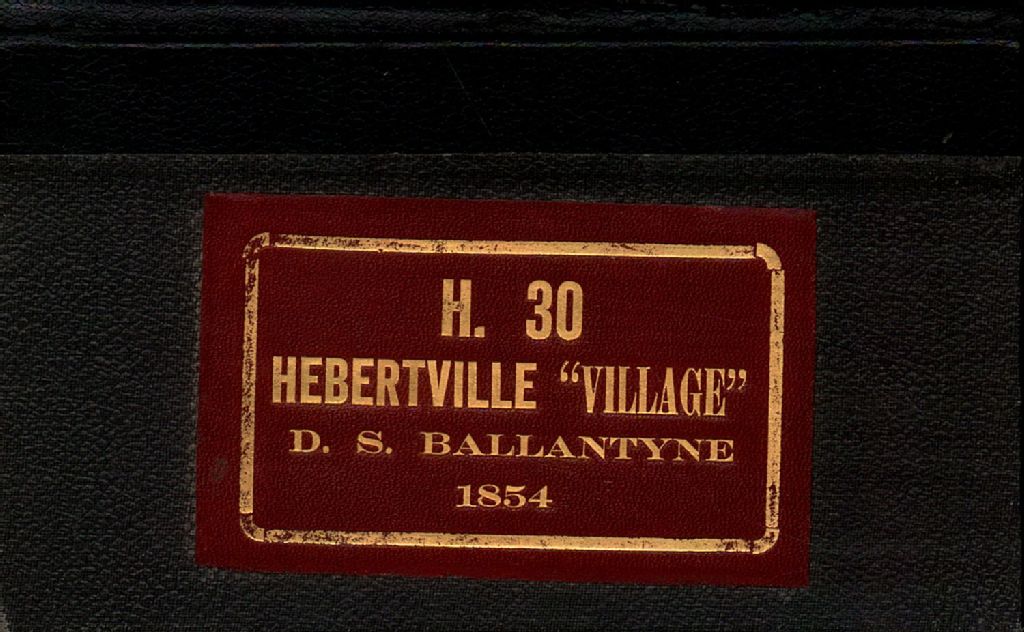 H. 30
HEBERTVILLE “VILLAGE”
D. S. BALLANTYNE
1854